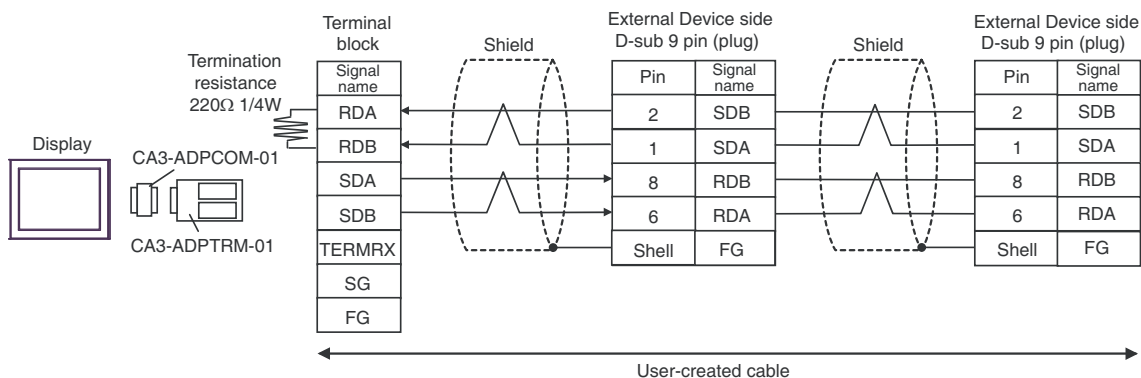 Display
CA3-ADPCOM-01
CA3-ADPTRM-01
Termination
resistance
220Ω 1/4W
Terminal
block
Signal
name
RDA
RDB
SDA
SDB
TERMRX
SG
FG
Shield
External Device side
D-sub 9 pin (plug)
Pin Signal
name
2 SDB
1 SDA
8 RDB
6 RDA
Shell FG
Shield
External Device side
D-sub 9 pin (plug)
Pin Signal
name
2 SDB
1 SDA
8 RDB
6 RDA
Shell FG
User-created cable